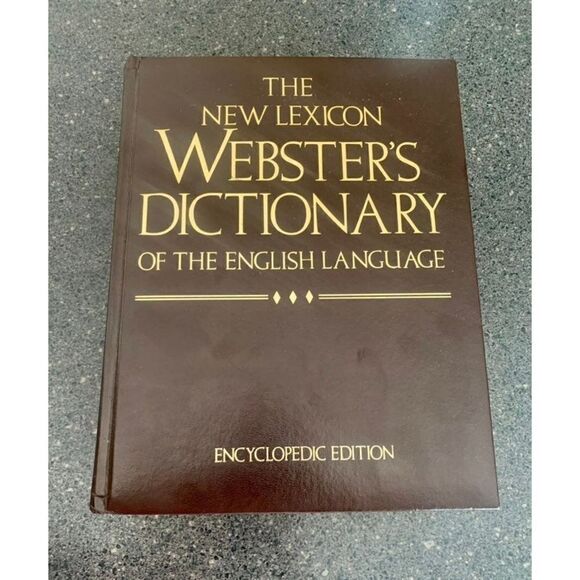 THE
NEW LEXICON
WEBSTER'S
DICTIONARY
OF THE ENGLISH LANGUAGE
ENCYCLOPEDIC EDITION